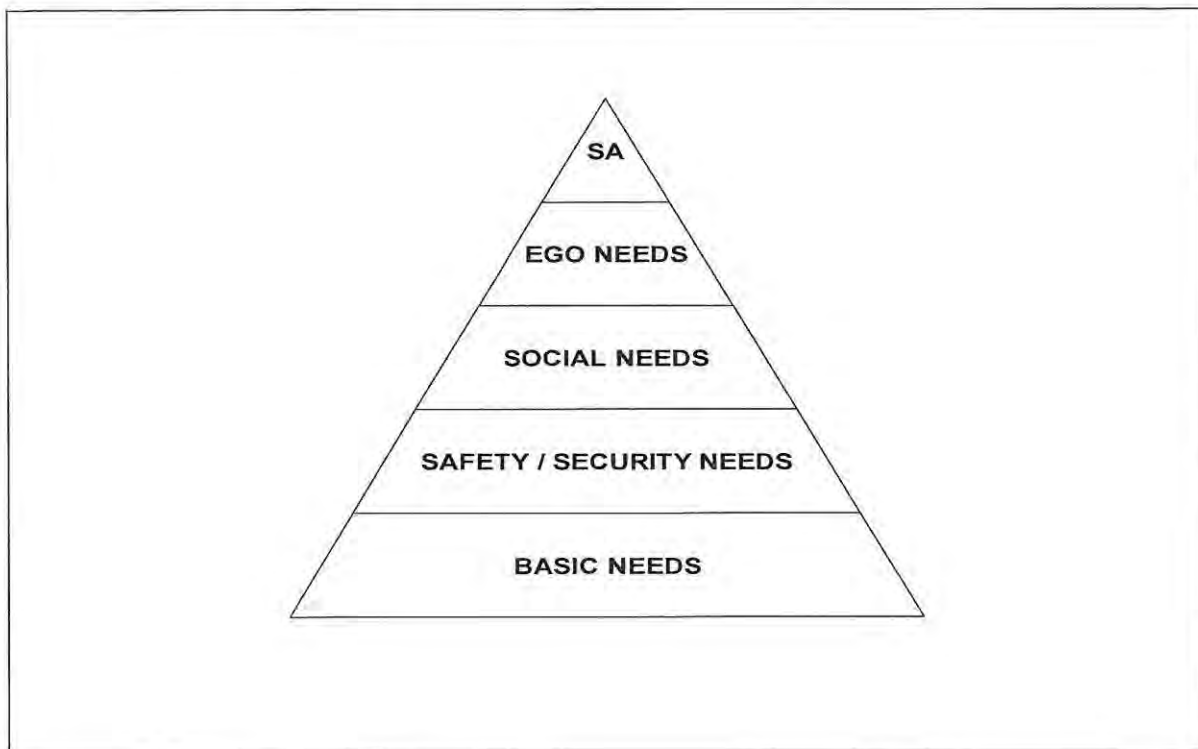 SA
EGO NEEDS
SOCIAL NEEDS
SAFETY / SECURITY NEEDS
BASIC NEEDS